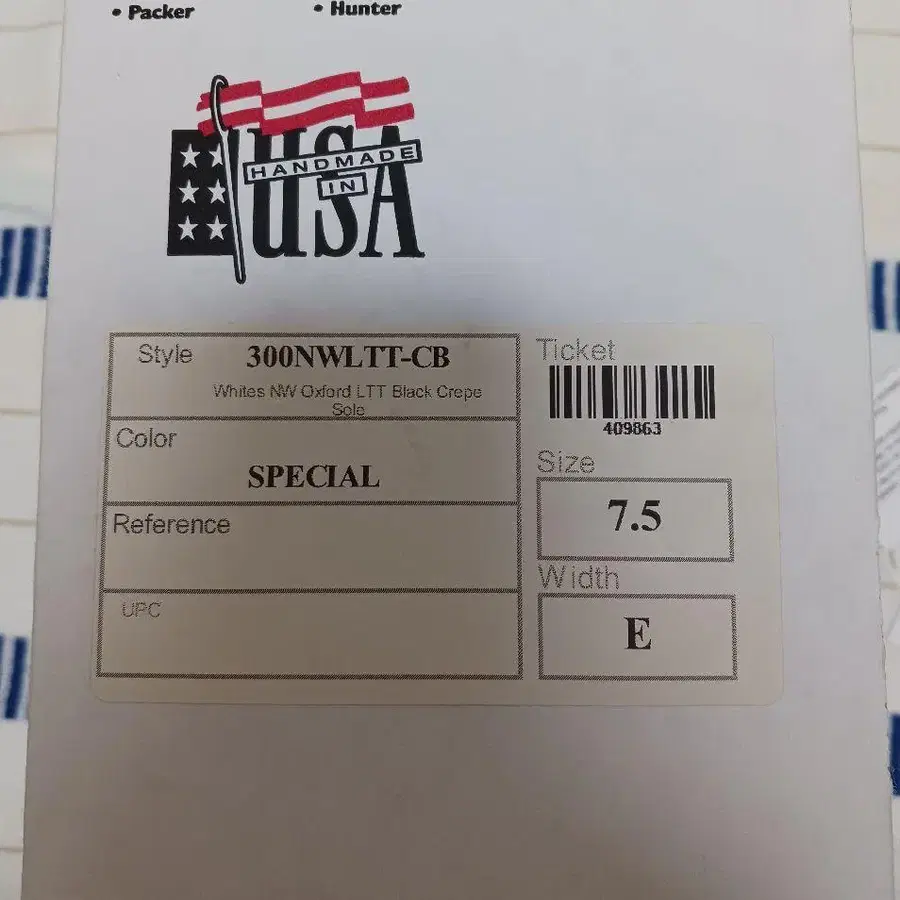 • Packer • Hunter
USA
HANDMADE
IN
Style 300NWLTT-CB
Whites NW Oxford LTT Black Crepe
Sole
Color
SPECIAL
Reference
UPC
Ticket
409863
Size
7.5
Width
E